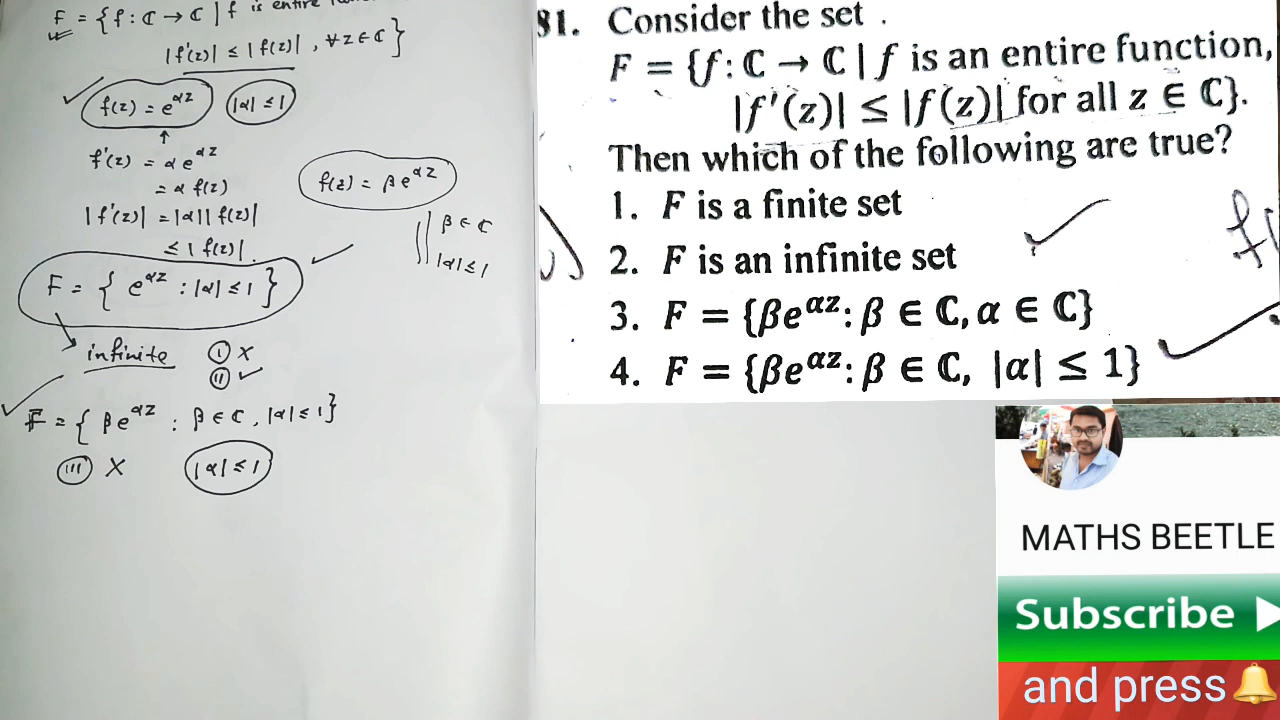 F = {f : ℂ → ℂ | f is entire
|f'(z)| ≤ |f(z)|, ∀ z ∈ ℂ}
f(z) = e^{αz} |α| ≤ 1
↑
f'(z) = α e^{αz}
= α f(z)
|f'(z)| = |α| |f(z)|
≤ |f(z)|.
f(z) = β e^{αz}
β ∈ ℂ
|α| ≤ 1
F = { e^{αz} : |α| ≤ 1 }
infinite (i) ×
(ii) ✓
F = { β e^{αz} : β ∈ ℂ, |α| ≤ 1}
(iii) × |α| ≤ 1
81. Consider the set .
F = {f: ℂ → ℂ | f is an entire function,
|f'(z)| ≤ |f(z)| for all z ∈ ℂ}.
Then which of the following are true?
1. F is a finite set
2. F is an infinite set
3. F = {βe^{αz}: β ∈ ℂ, α ∈ ℂ}
4. F = {βe^{αz}: β ∈ ℂ, |α| ≤ 1}
MATHS BEETLE
Subscribe
and press